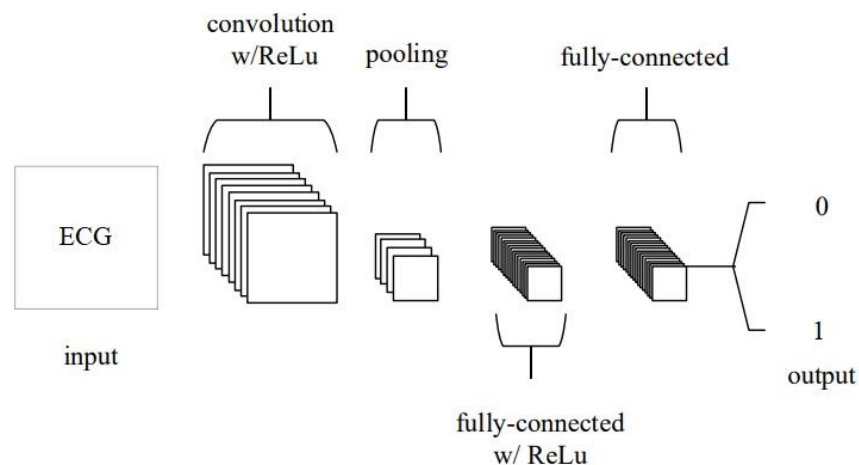 convolution
w/ReLu
pooling
fully-connected
ECG
input
0
1
output
fully-connected
w/ ReLu